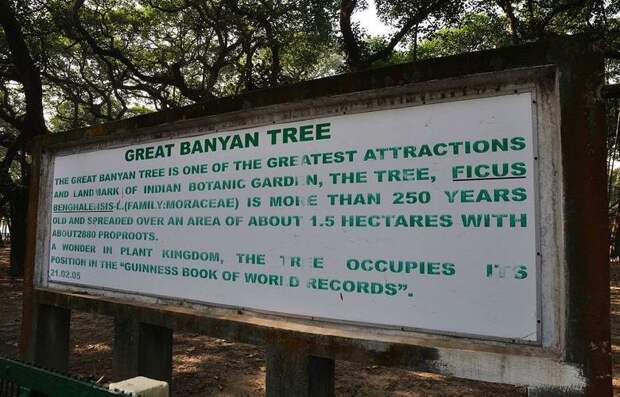 GREAT BANYAN TREE
THE GREAT BANYAN TREE IS ONE OF THE GREATEST ATTRACTIONS
AND LANDMARK OF INDIAN BOTANIC GARDEN, THE TREE, FICUS
BENGHALENSIS-L.(FAMILY:MORACEAE) IS MORE THAN 250 YEARS
OLD AND SPREADED OVER AN AREA OF ABOUT 1.5 HECTARES WITH
ABOUT2880 PROPROOTS.
A WONDER IN PLANT KINGDOM, THE TREE OCCUPIES ITS
POSITION IN THE "GUINNESS BOOK OF WORLD RECORDS".
21.02.05